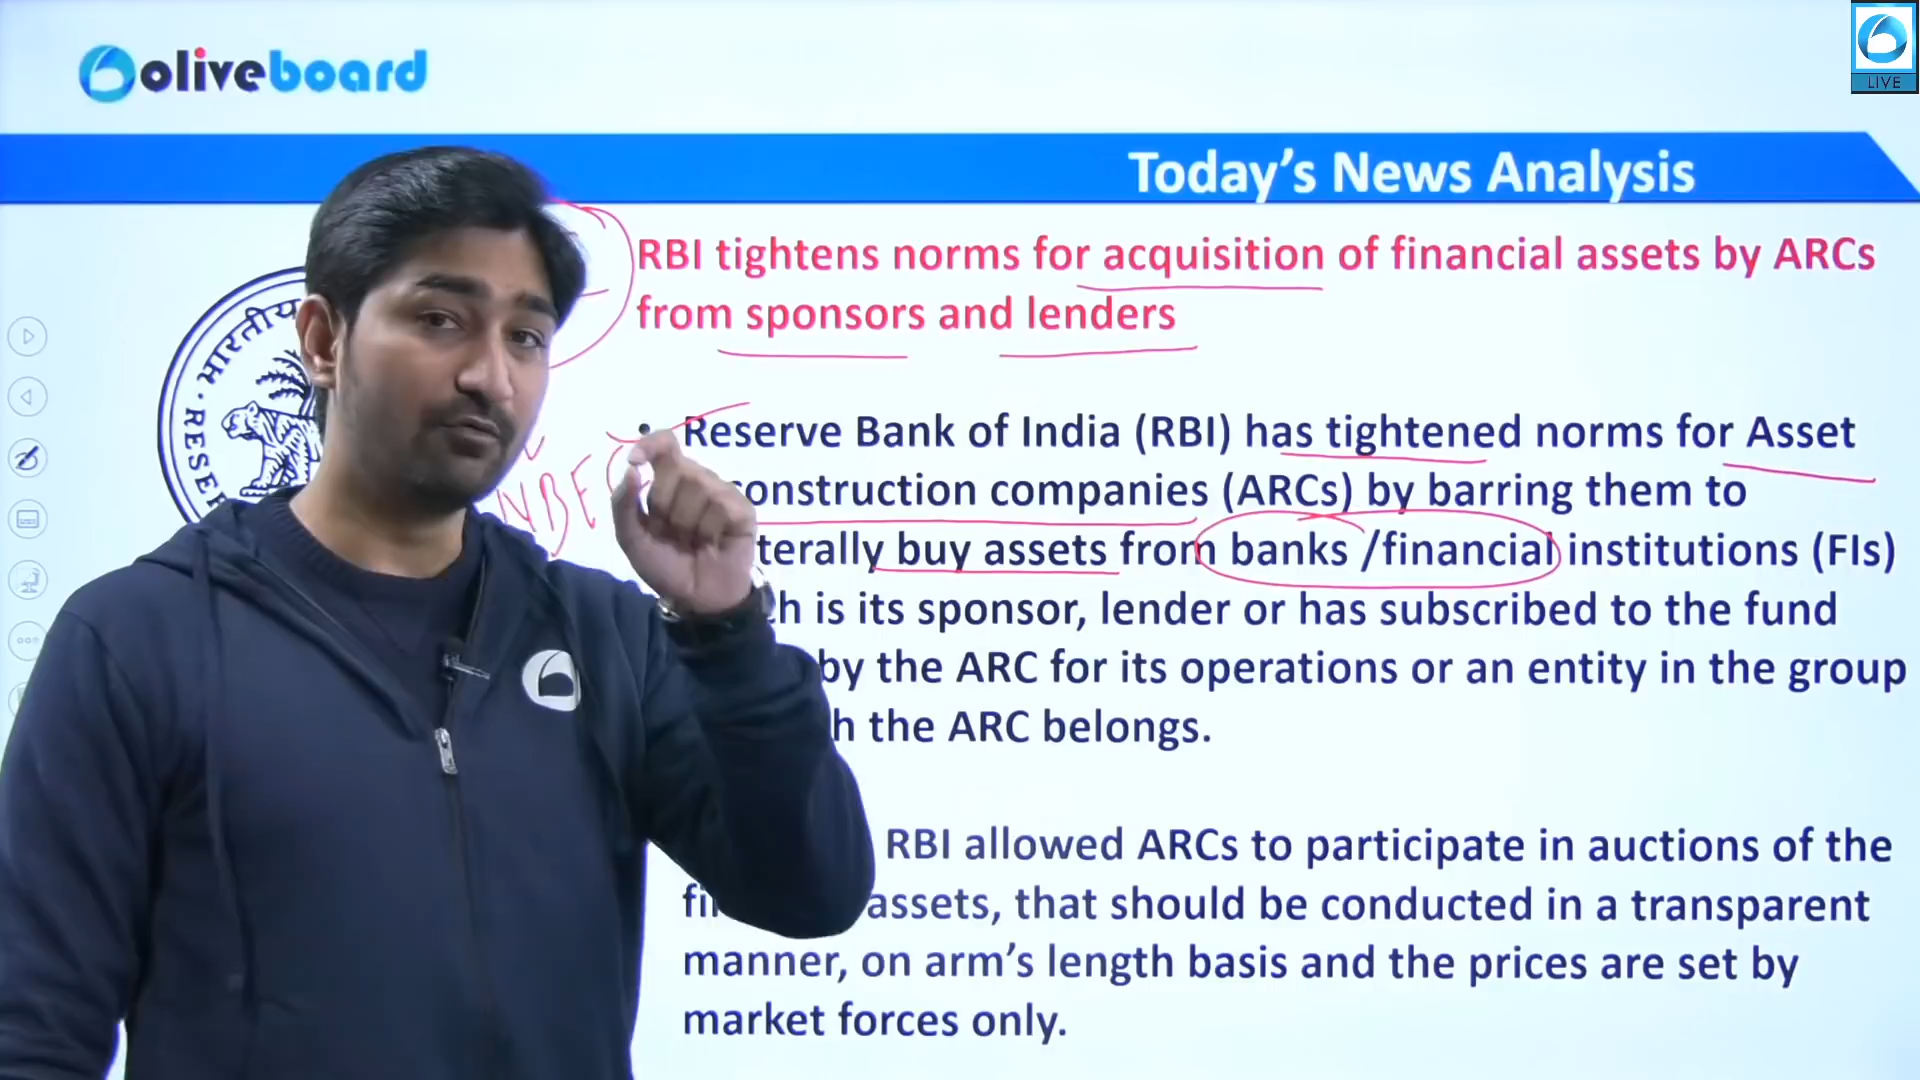 oliveboard
LIVE
Today's News Analysis
RBI tightens norms for acquisition of financial assets by ARCs
from sponsors and lenders
भारतीय
RESER
NBF
• Reserve Bank of India (RBI) has tightened norms for Asset
construction companies (ARCs) by barring them to
terally buy assets from banks /financial institutions (FIs)
ch is its sponsor, lender or has subscribed to the fund
by the ARC for its operations or an entity in the group
h the ARC belongs.
RBI allowed ARCs to participate in auctions of the
assets, that should be conducted in a transparent
manner, on arm's length basis and the prices are set by
market forces only.